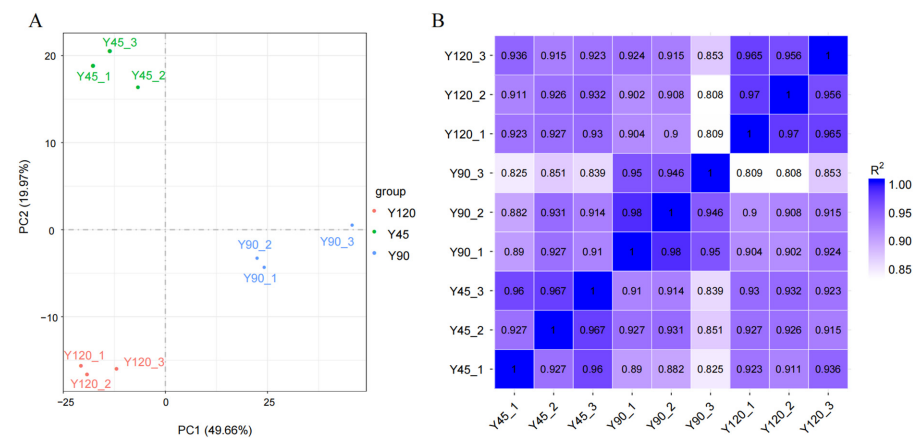 A
20
10
0
−10
−25
0
25
PC2 (19.97%)
PC1 (49.66%)
Y45_3
Y45_1
Y45_2
Y90_3
Y90_2
Y90_1
Y120_1
Y120_3
Y120_2
group
Y120
Y45
Y90
B
Y120_3 0.936 0.915 0.923 0.924 0.915 0.853 0.965 0.956 1
Y120_2 0.911 0.926 0.932 0.902 0.908 0.808 0.97 1 0.956
Y120_1 0.923 0.927 0.93 0.904 0.9 0.809 1 0.97 0.965
Y90_3 0.825 0.851 0.839 0.95 0.946 1 0.809 0.808 0.853
Y90_2 0.882 0.931 0.914 0.98 1 0.946 0.9 0.908 0.915
Y90_1 0.89 0.927 0.91 1 0.98 0.95 0.904 0.902 0.924
Y45_3 0.96 0.967 1 0.91 0.914 0.839 0.93 0.932 0.923
Y45_2 0.927 1 0.967 0.927 0.931 0.851 0.927 0.926 0.915
Y45_1 1 0.927 0.96 0.89 0.882 0.825 0.923 0.911 0.936
Y45_1 Y45_2 Y45_3 Y90_1 Y90_2 Y90_3 Y120_1 Y120_2 Y120_3
R²
1.00
0.95
0.90
0.85